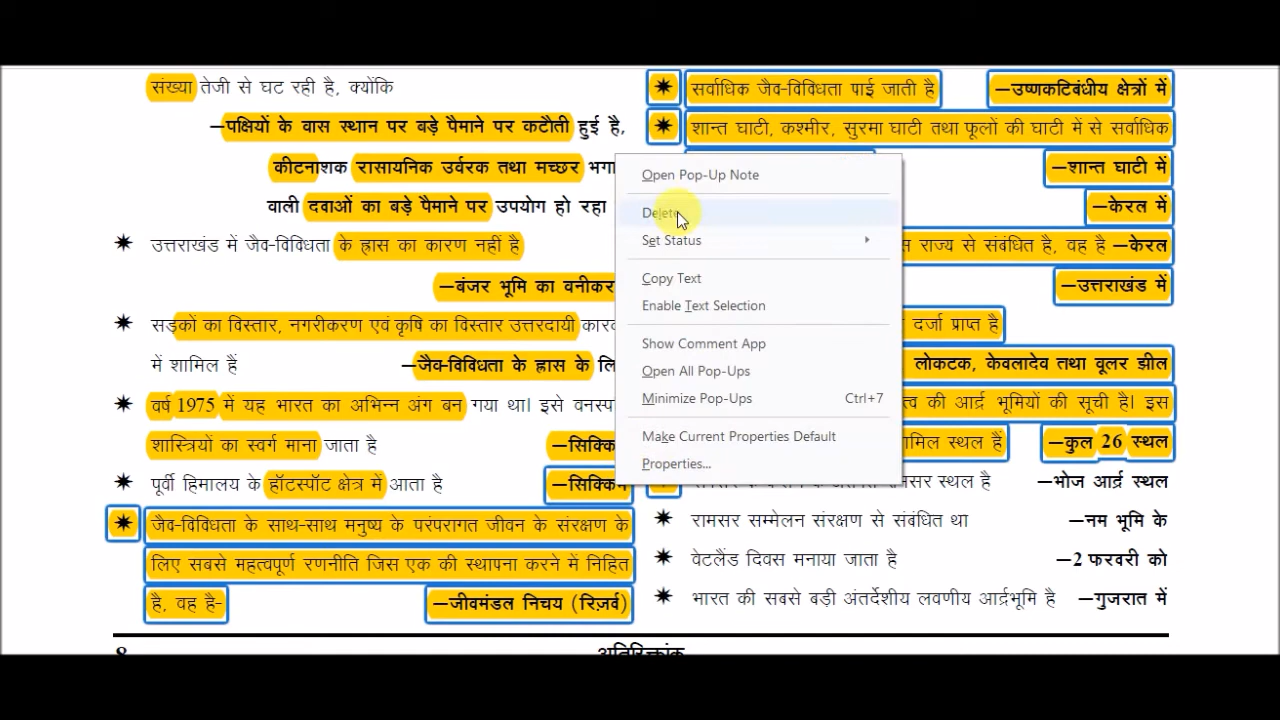 संख्या तेजी से घट रही है, क्योंकि
–पक्षियों के वास स्थान पर बड़े पैमाने पर कटौती हुई है,
कीटनाशक रासायनिक उर्वरक तथा मच्छर भगा
वाली दवाओं का बड़े पैमाने पर उपयोग हो रहा
✷ उत्तराखंड में जैव-विविधता के ह्रास का कारण नहीं है
–बंजर भूमि का वनीकर
✷ सड़कों का विस्तार, नगरीकरण एवं कृषि का विस्तार उत्तरदायी कारव
में शामिल हैं –जैव-विविधता के ह्रास के लि
✷ वर्ष 1975 में यह भारत का अभिन्न अंग बन गया था। इसे वनस्प
शास्त्रियों का स्वर्ग माना जाता है –सिक्कि
✷ पूर्वी हिमालय के हॉटस्पॉट क्षेत्र में आता है –सिक्किम
✷ जैव-विविधता के साथ-साथ मनुष्य के परंपरागत जीवन के संरक्षण के
लिए सबसे महत्वपूर्ण रणनीति जिस एक की स्थापना करने में निहित
है, वह है- –जीवमंडल निचय (रिज़र्व)
8
अतिरिक्तांक
✷ सर्वाधिक जैव-विविधता पाई जाती है –उष्णकटिबंधीय क्षेत्रों में
✷ शान्त घाटी, कश्मीर, सुरमा घाटी तथा फूलों की घाटी में से सर्वाधिक
–शान्त घाटी में
–केरल में
स राज्य से संबंधित है, वह है –केरल
–उत्तराखंड में
दर्जा प्राप्त है
लोकटक, केवलादेव तथा वूलर झील
त्व की आर्द्र भूमियों की सूची है। इस
ामिल स्थल हैं –कुल 26 स्थल
रामसर स्थल है –भोज आर्द्र स्थल
✷ रामसर सम्मेलन संरक्षण से संबंधित था –नम भूमि के
✷ वेटलैंड दिवस मनाया जाता है –2 फरवरी को
✷ भारत की सबसे बड़ी अंतर्देशीय लवणीय आर्द्रभूमि है –गुजरात में
Open Pop-Up Note
Delete
Set Status
Copy Text
Enable Text Selection
Show Comment App
Open All Pop-Ups
Minimize Pop-Ups Ctrl+7
Make Current Properties Default
Properties...